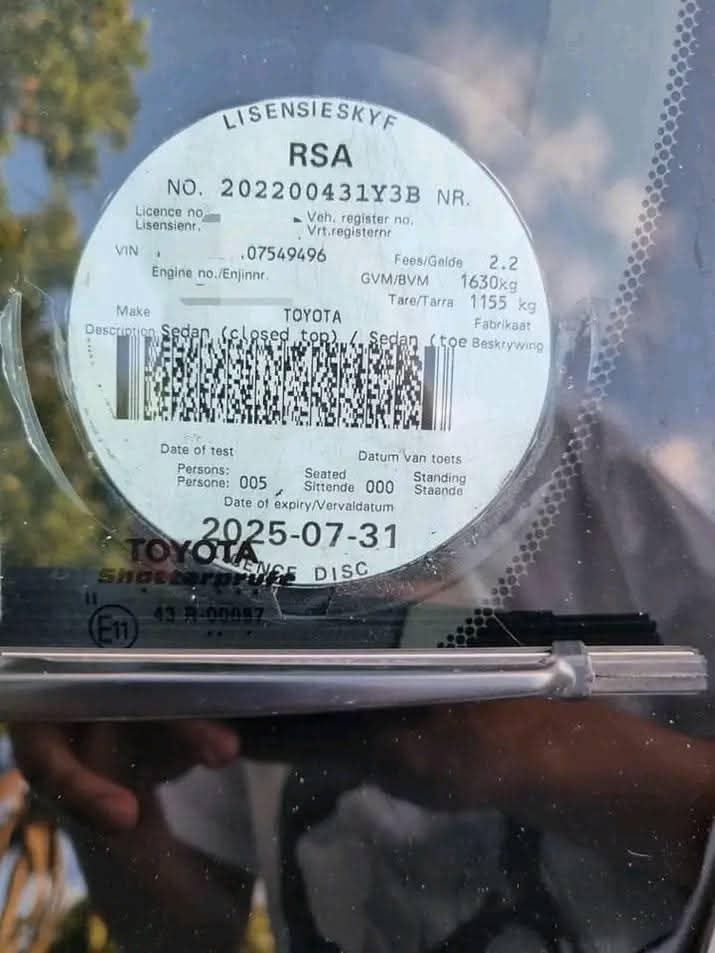 LISENSIESKYF
RSA
NO. 202200431Y3B NR.
Licence no. Veh. register no.
Lisensienr. Vrt.registernr
VIN 07549496 Fees/Gelde 2.2
Engine no./Enjinnr. GVM/BVM 1630kg
Tare/Tarra 1155 kg
Make TOYOTA Fabrikaat
Description Sedan (closed top) / Sedan (toe Beskrywing
Date of test Datum van toets
Persons: Seated Standing
Persone: 005 Sittende 000 Staande
Date of expiry/Vervaldatum
2025-07-31
DISC
TOYOTA
Shatterprufe
E11 43 R-00057